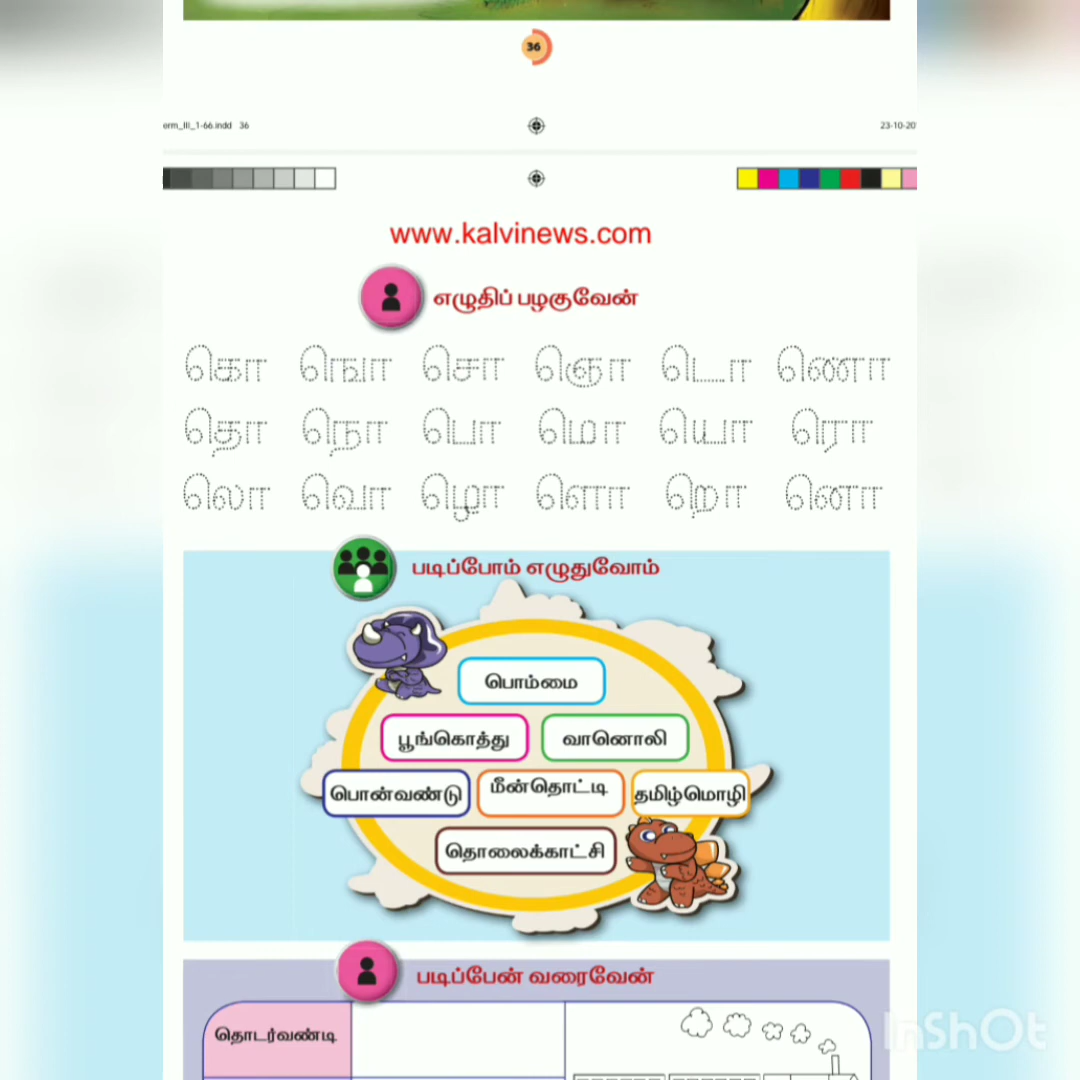 36
erm_III_1-66.indd 36
23-10-20
www.kalvinews.com
எழுதிப் பழகுவேன்
கொ ஙொ சொ ஞொ டொ ணொ
தொ நொ பொ மொ யொ ரொ
லொ வொ ழொ ளொ றொ னொ
படிப்போம் எழுதுவோம்
பொம்மை
பூங்கொத்து வானொலி
பொன்வண்டு மீன்தொட்டி தமிழ்மொழி
தொலைக்காட்சி
படிப்பேன் வரைவேன்
தொடர்வண்டி
InShOt